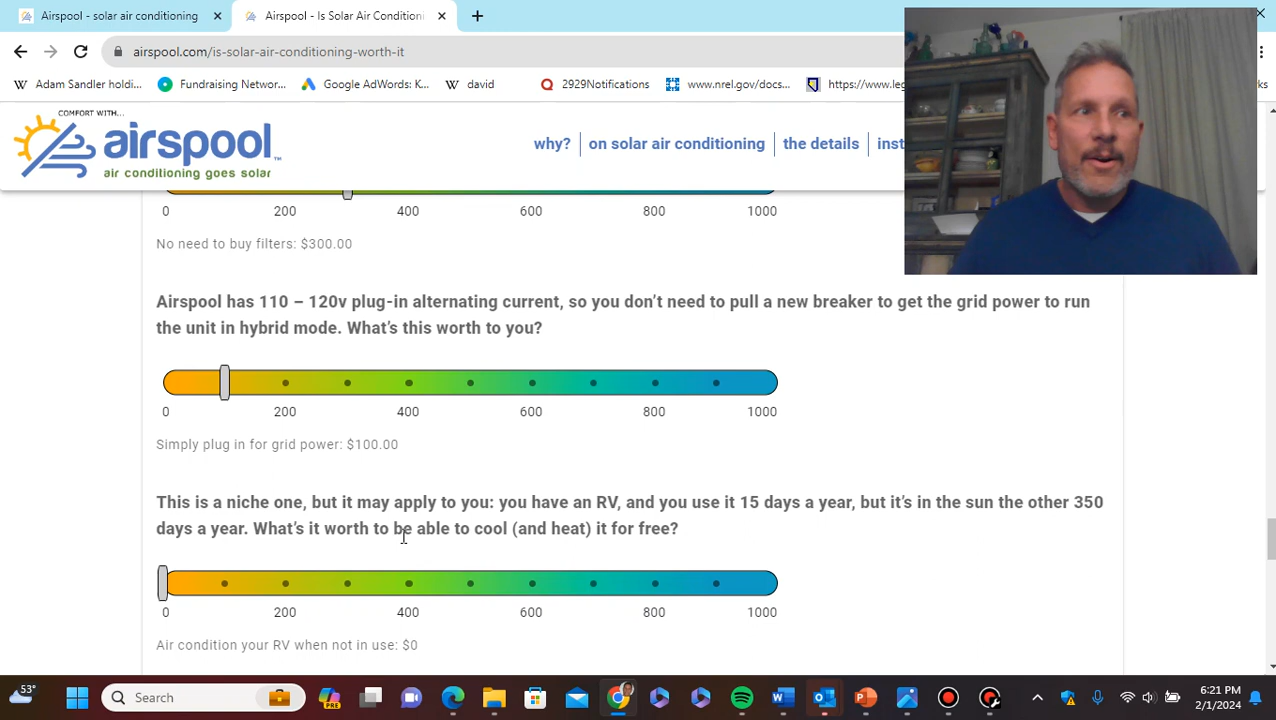 Airspool - solar air conditioning
Airspool - Is Solar Air Condition
airspool.com/is-solar-air-conditioning-worth-it
Adam Sandler holdi...
Fundraising Network...
Google AdWords: K...
david
2929Notifications
www.nrel.gov/docs...
https://www.leg
ks
COMFORT WITH...
airspool™
air conditioning goes solar
why?
on solar air conditioning
the details
inst
0 200 400 600 800 1000
No need to buy filters: $300.00
Airspool has 110 – 120v plug-in alternating current, so you don't need to pull a new breaker to get the grid power to run
the unit in hybrid mode. What's this worth to you?
0 200 400 600 800 1000
Simply plug in for grid power: $100.00
This is a niche one, but it may apply to you: you have an RV, and you use it 15 days a year, but it's in the sun the other 350
days a year. What's it worth to be able to cool (and heat) it for free?
0 200 400 600 800 1000
Air condition your RV when not in use: $0
53°
Search
PRE
6:21 PM
2/1/2024